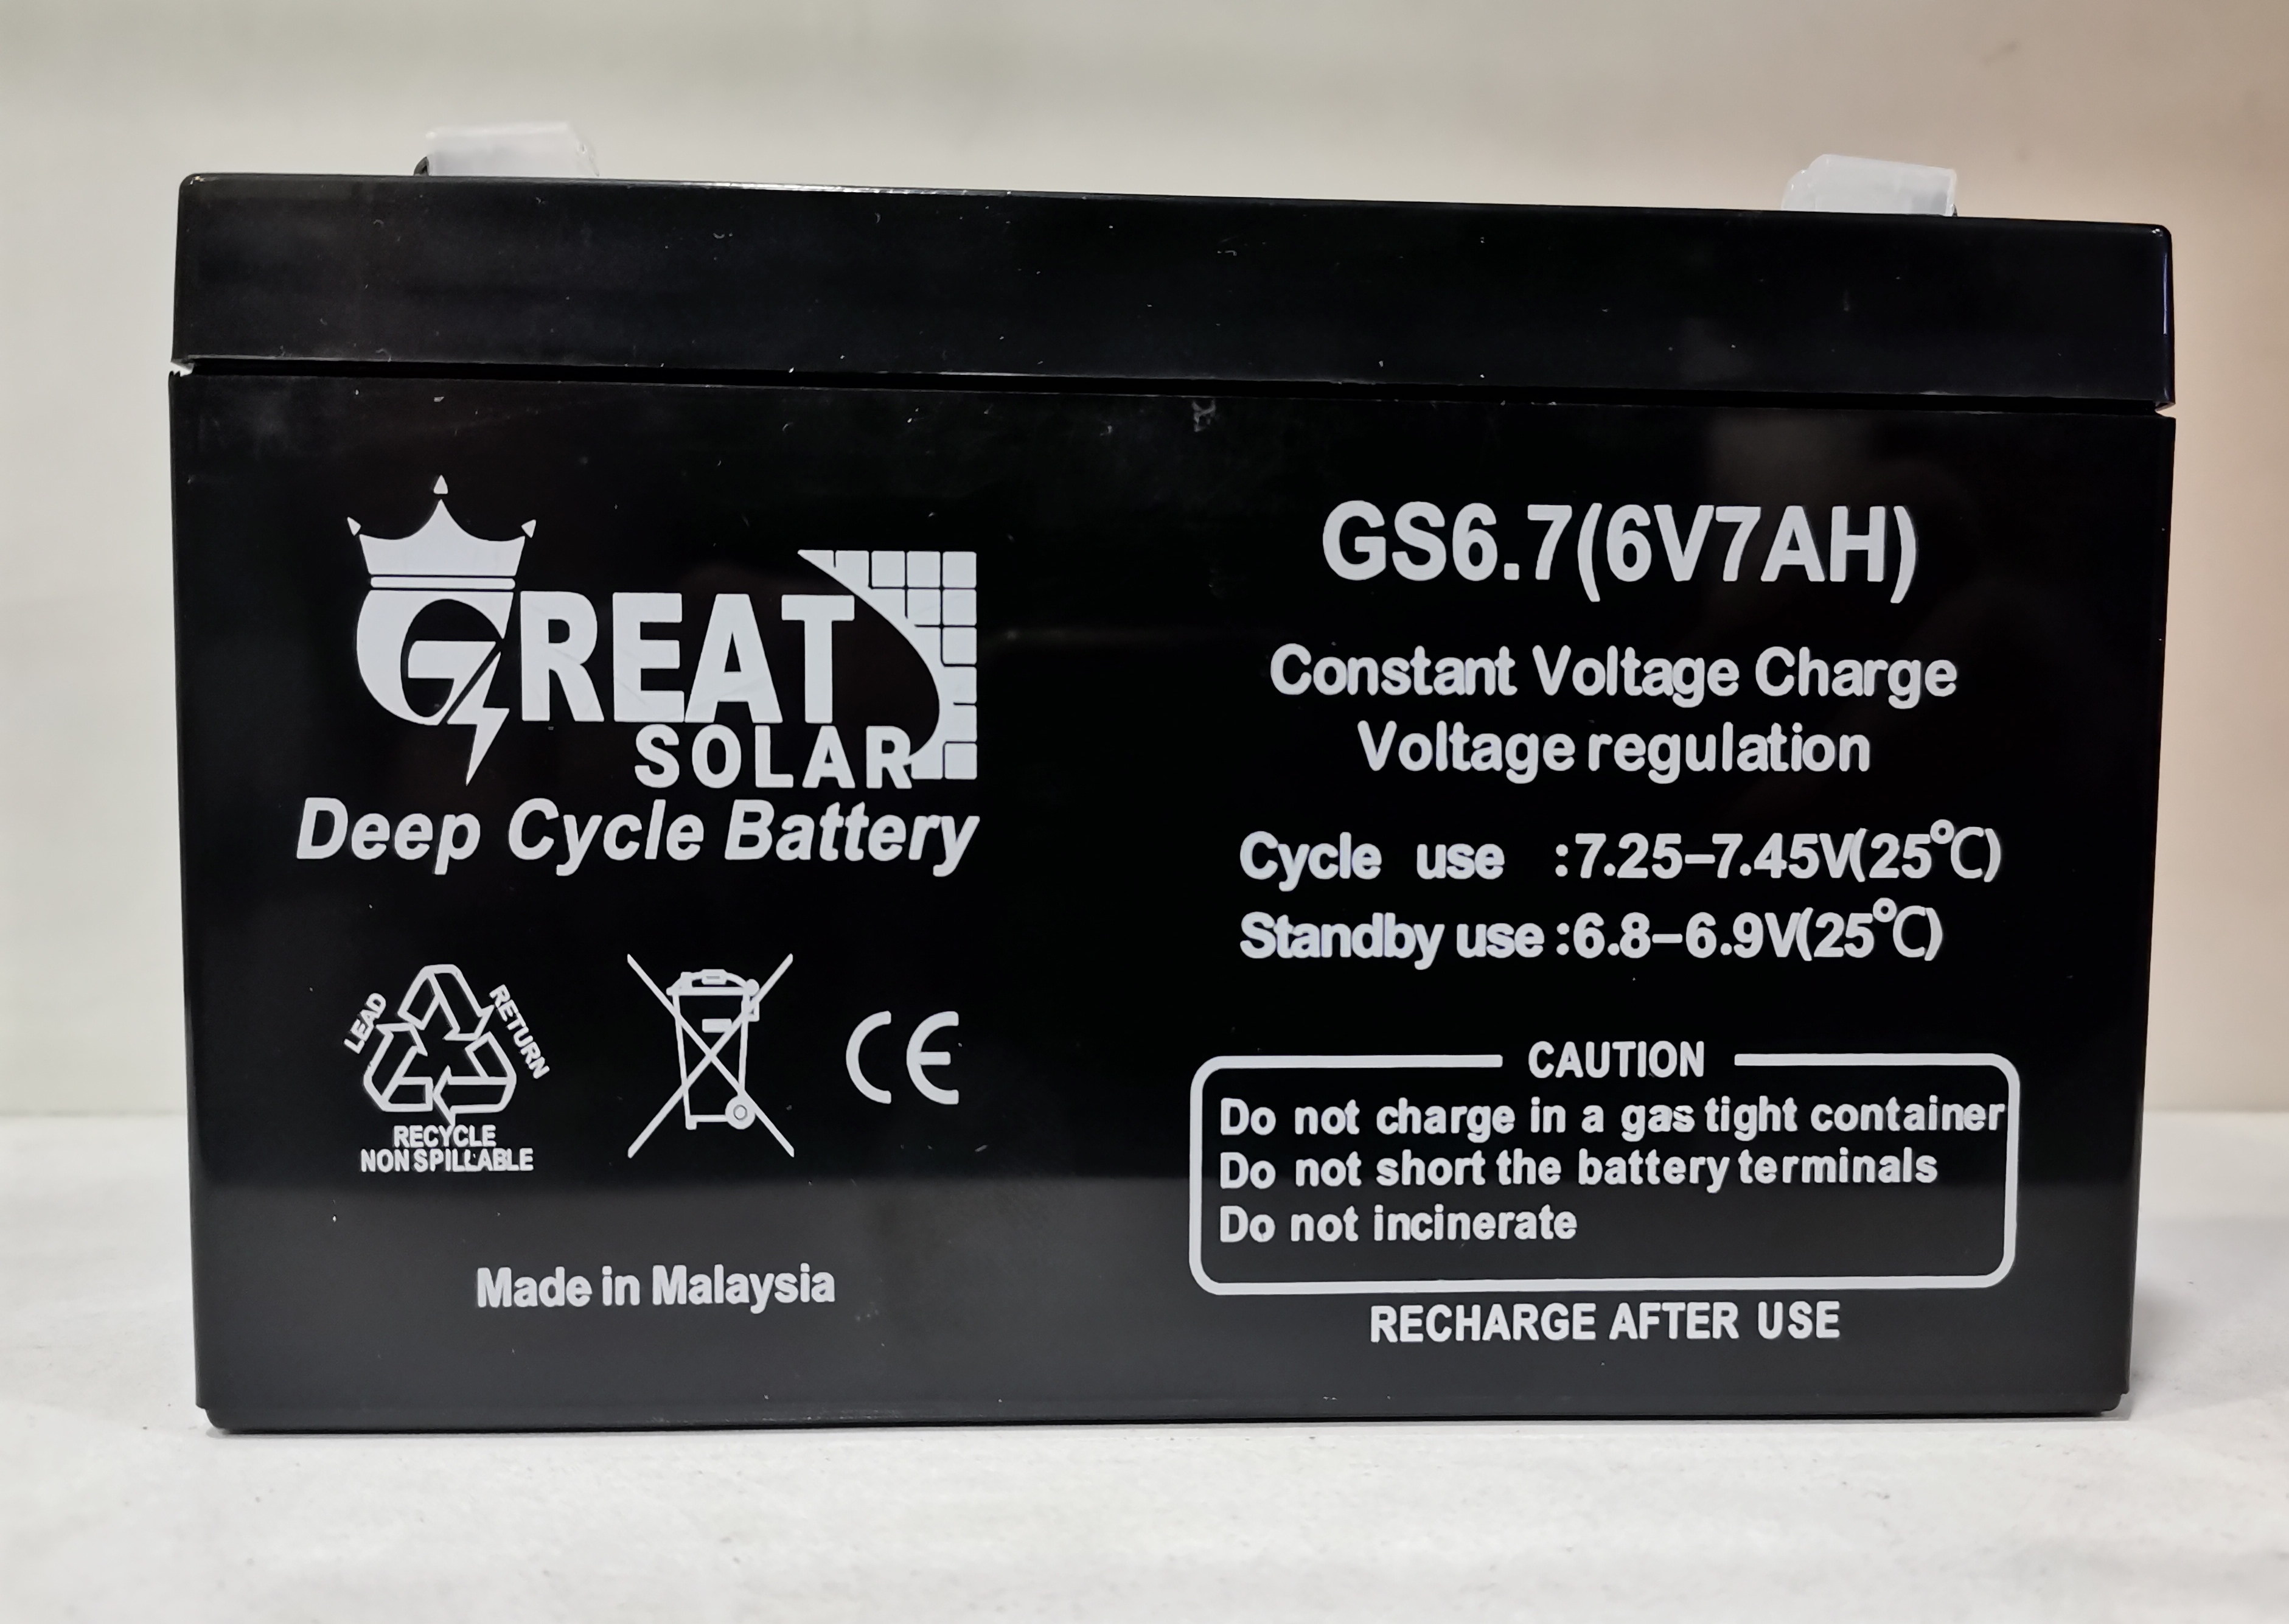 GREAT
SOLAR
Deep Cycle Battery
LEAD
RETURN
RECYCLE
NON SPILLABLE
CE
Made in Malaysia
GS6.7(6V7AH)
Constant Voltage Charge
Voltage regulation
Cycle use :7.25-7.45V(25℃)
Standby use :6.8-6.9V(25℃)
CAUTION
Do not charge in a gas tight container
Do not short the battery terminals
Do not incinerate
RECHARGE AFTER USE